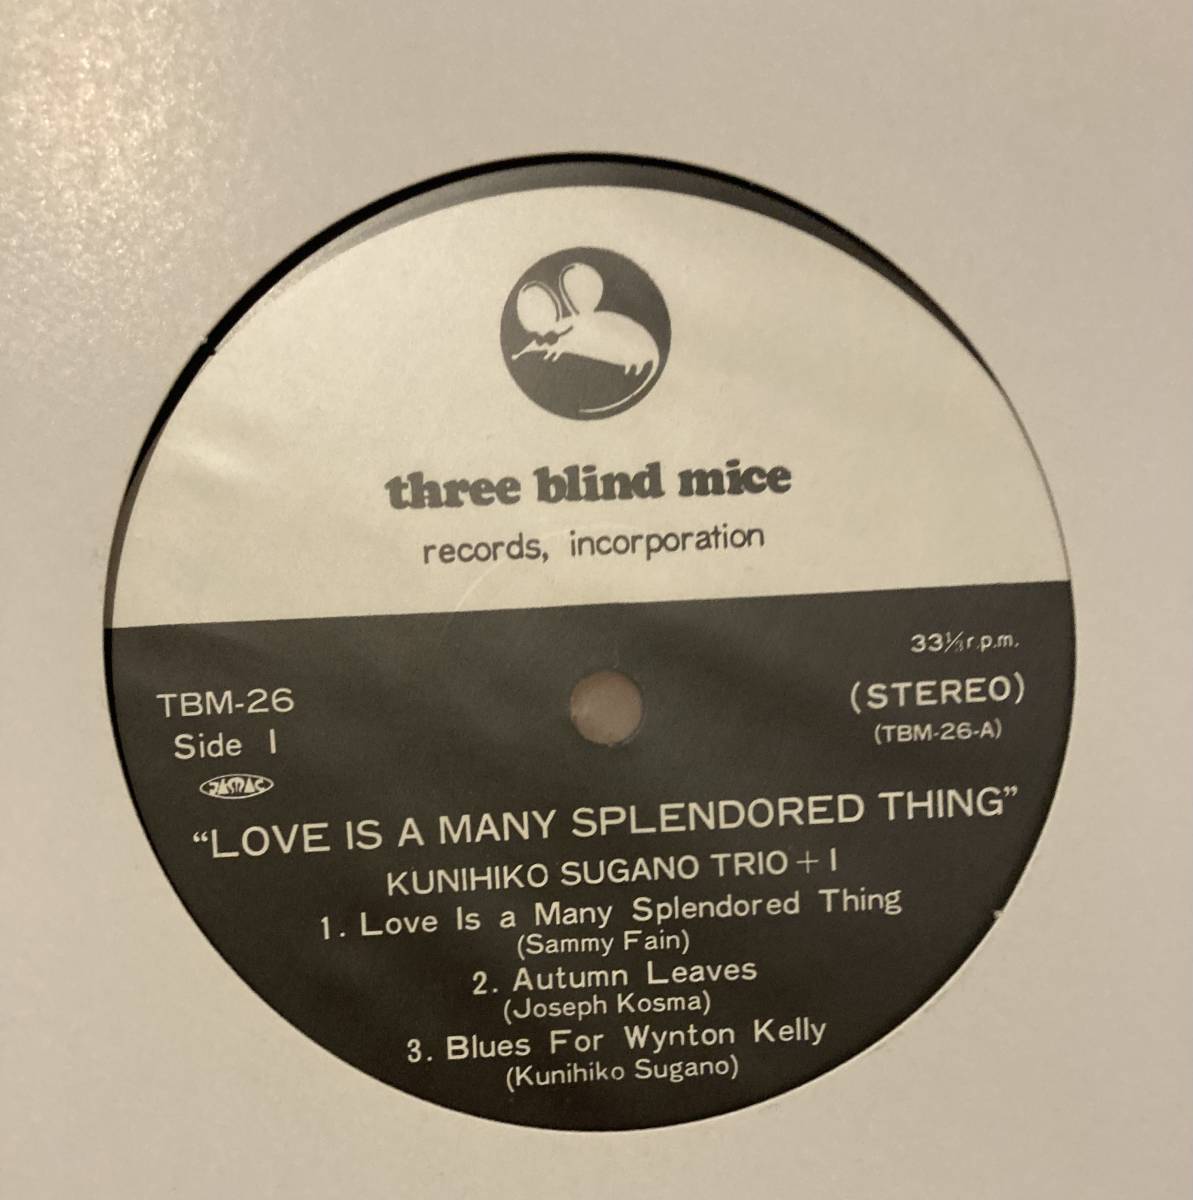 three blind mice
records, incorporation
33⅓ r.p.m.
TBM-26
(STEREO)
Side 1
(TBM-26-A)
JASRAC
"LOVE IS A MANY SPLENDORED THING"
KUNIHIKO SUGANO TRIO + 1
1. Love Is a Many Splendored Thing
(Sammy Fain)
2. Autumn Leaves
(Joseph Kosma)
3. Blues For Wynton Kelly
(Kunihiko Sugano)